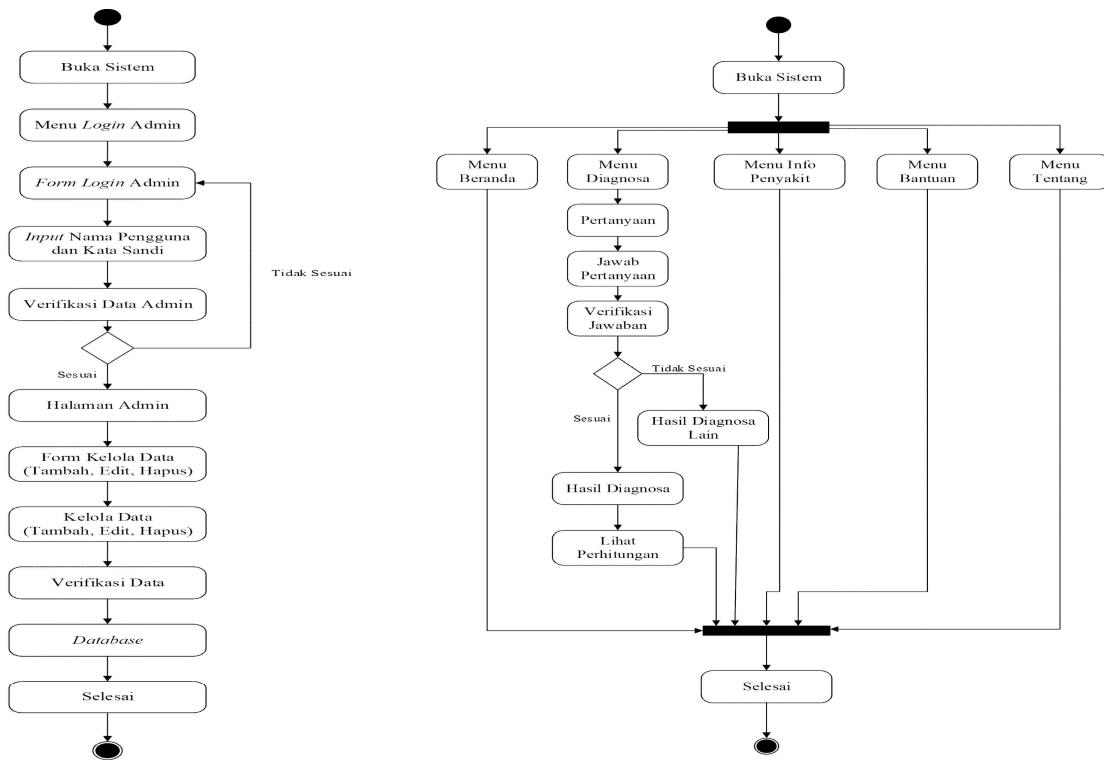 Buka Sistem
Menu Login Admin
Form Login Admin
Input Nama Pengguna
dan Kata Sandi
Tidak Sesuai
Verifikasi Data Admin
Sesuai
Halaman Admin
Form Kelola Data
(Tambah, Edit, Hapus)
Kelola Data
(Tambah, Edit, Hapus)
Verifikasi Data
Database
Selesai
Buka Sistem
Menu
Beranda
Menu
Diagnosa
Menu Info
Penyakit
Menu
Bantuan
Menu
Tentang
Pertanyaan
Jawab
Pertanyaan
Verifikasi
Jawaban
Tidak Sesuai
Sesuai
Hasil Diagnosa
Lain
Hasil Diagnosa
Lihat
Perhitungan
Selesai